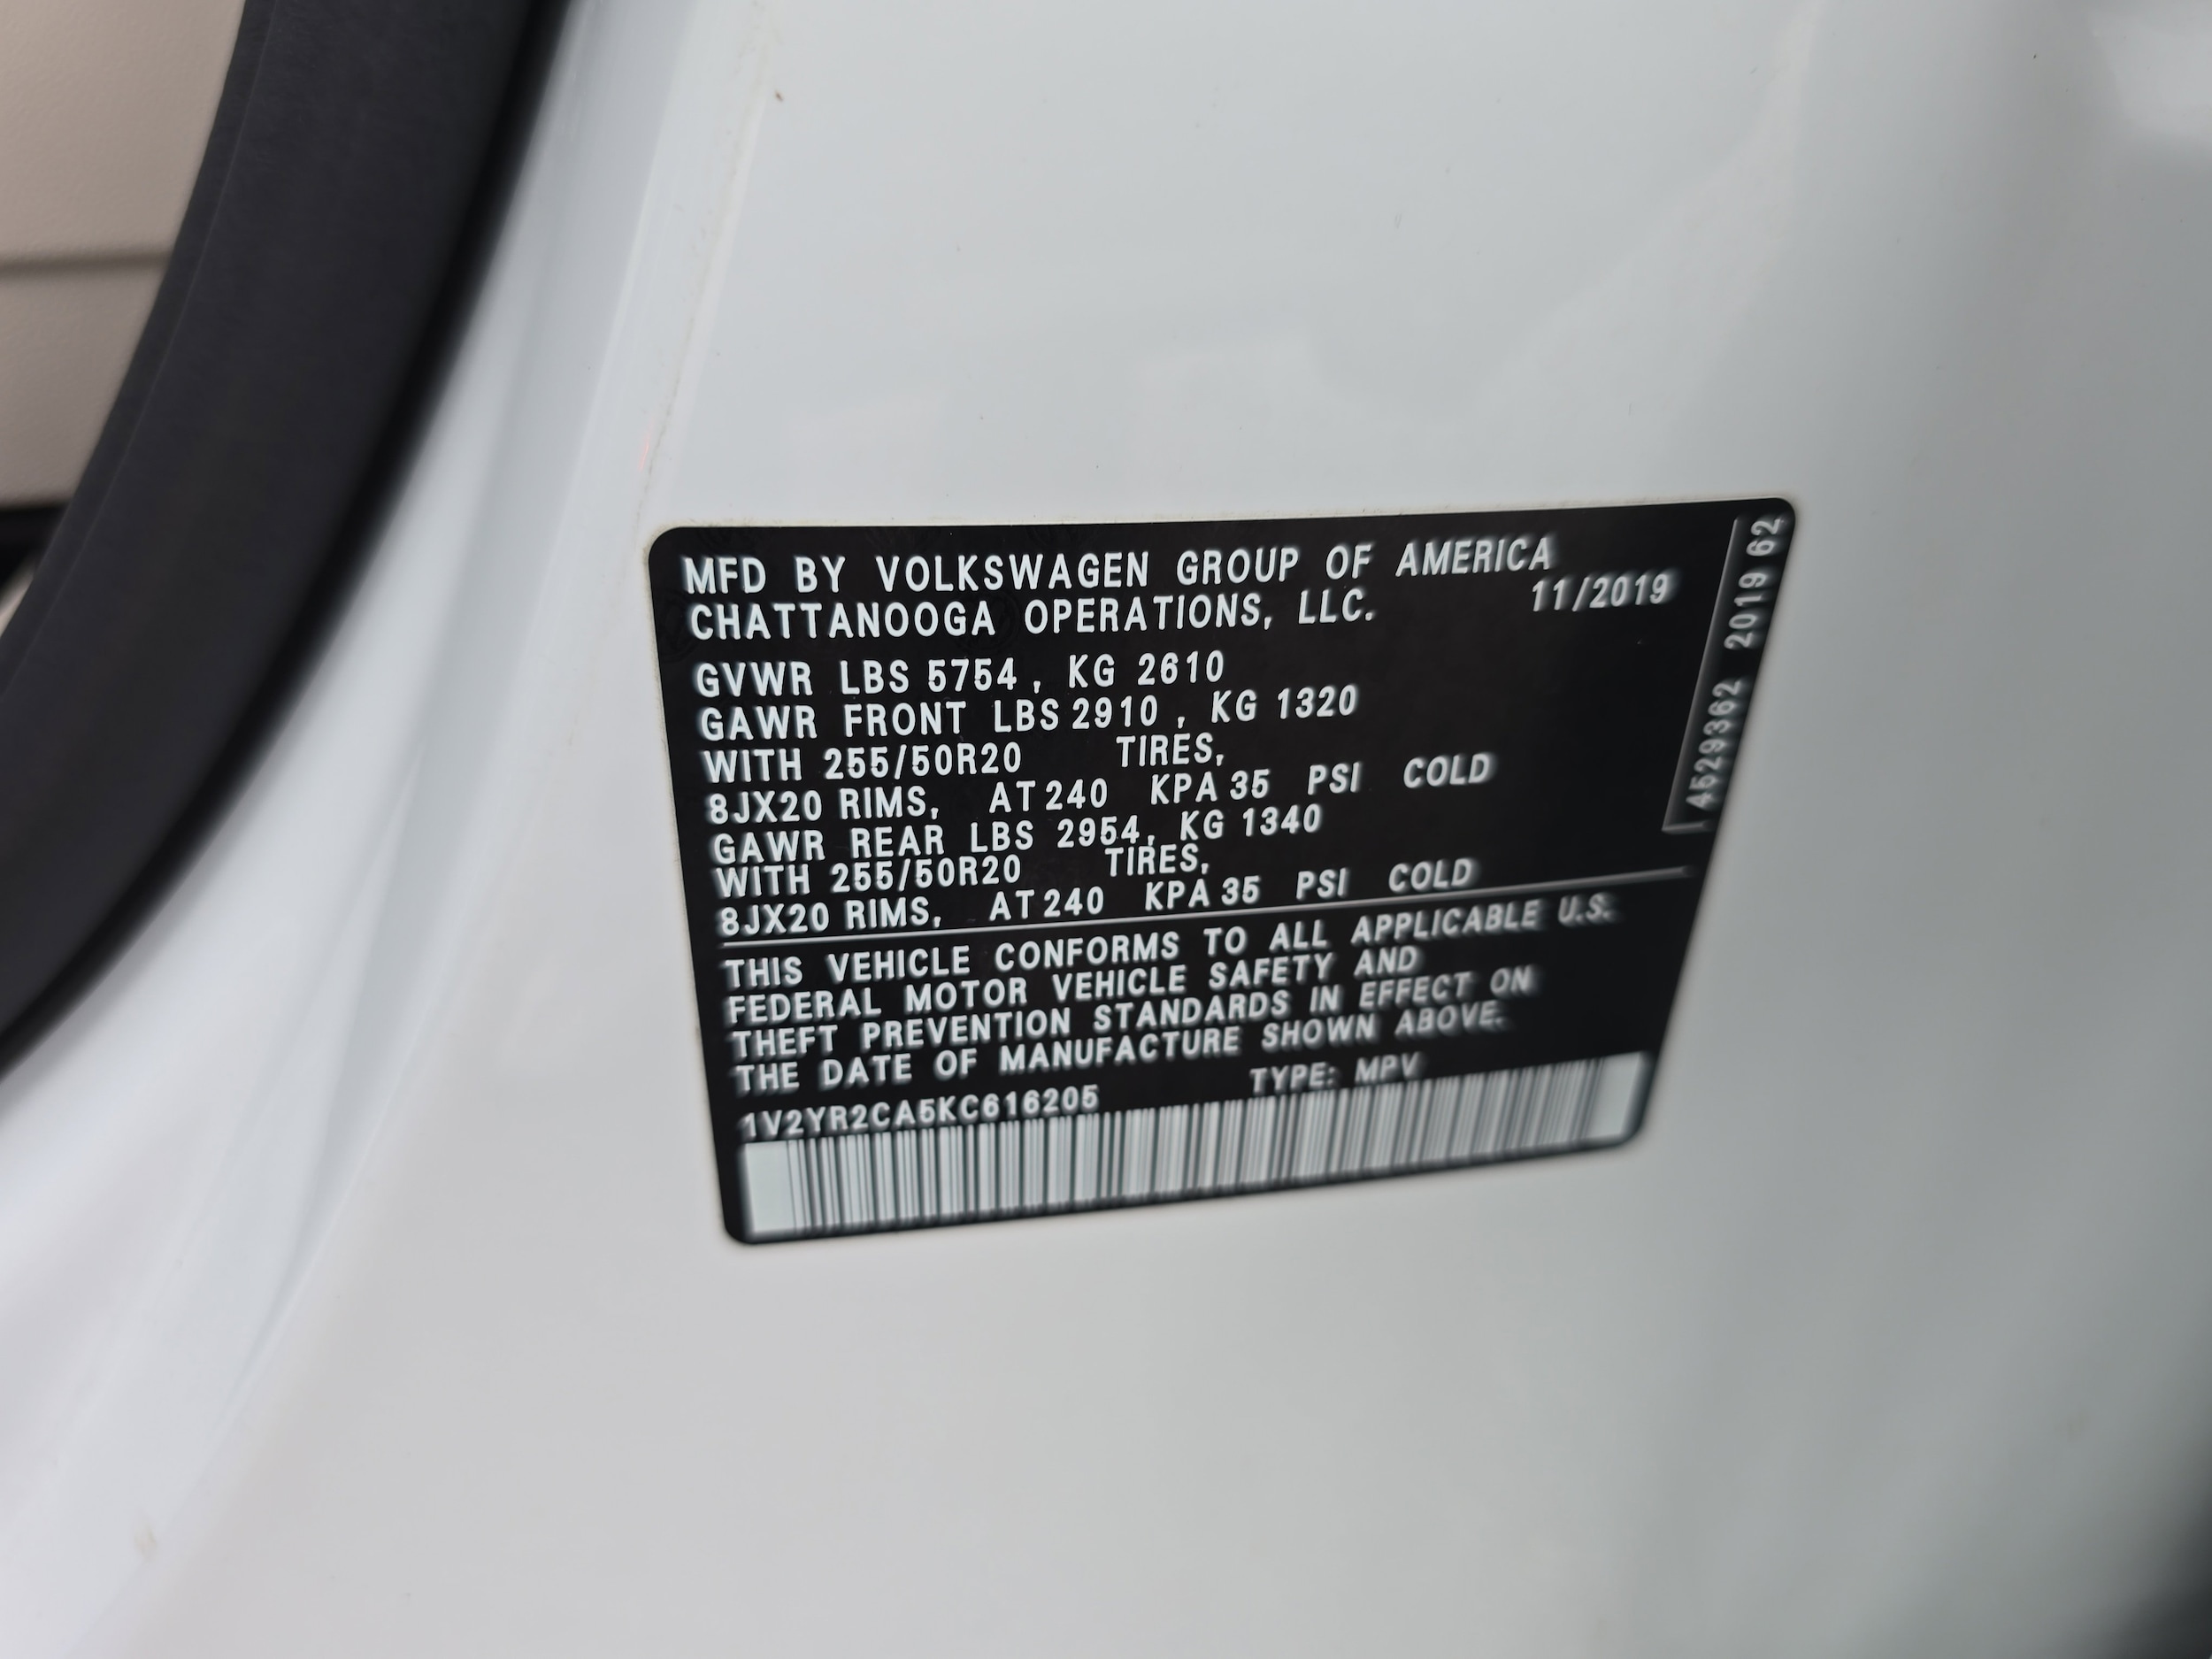 MFD BY VOLKSWAGEN GROUP OF AMERICA
CHATTANOOGA OPERATIONS, LLC. 11/2019
GVWR LBS 5754, KG 2610
GAWR FRONT LBS 2910, KG 1320
WITH 255/50R20 TIRES,
8JX20 RIMS, AT 240 KPA 35 PSI COLD
GAWR REAR LBS 2954, KG 1340
WITH 255/50R20 TIRES,
8JX20 RIMS, AT 240 KPA 35 PSI COLD
THIS VEHICLE CONFORMS TO ALL APPLICABLE U.S.
FEDERAL MOTOR VEHICLE SAFETY AND
THEFT PREVENTION STANDARDS IN EFFECT ON
THE DATE OF MANUFACTURE SHOWN ABOVE.
1V2YR2CA5KC616205 TYPE: MPV
4529362 2019 62